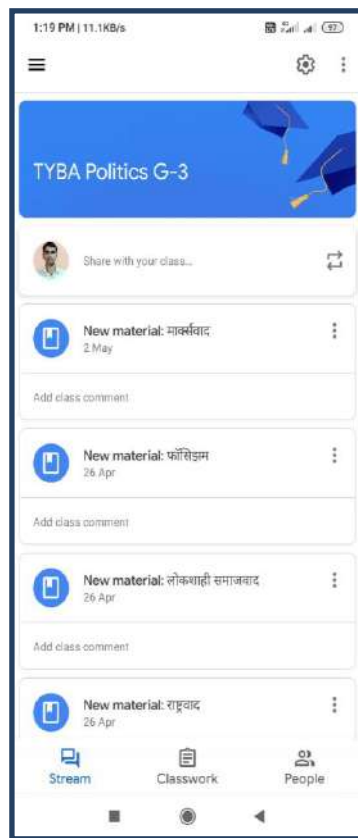 1:19 PM | 11.1KB/s 97
TYBA Politics G-3
Share with your class...
New material: मार्क्सवाद
2 May
Add class comment
New material: फॅसिझम
26 Apr
Add class comment
New material: लोकशाही समाजवाद
26 Apr
Add class comment
New material: राष्ट्रवाद
26 Apr
Stream Classwork People